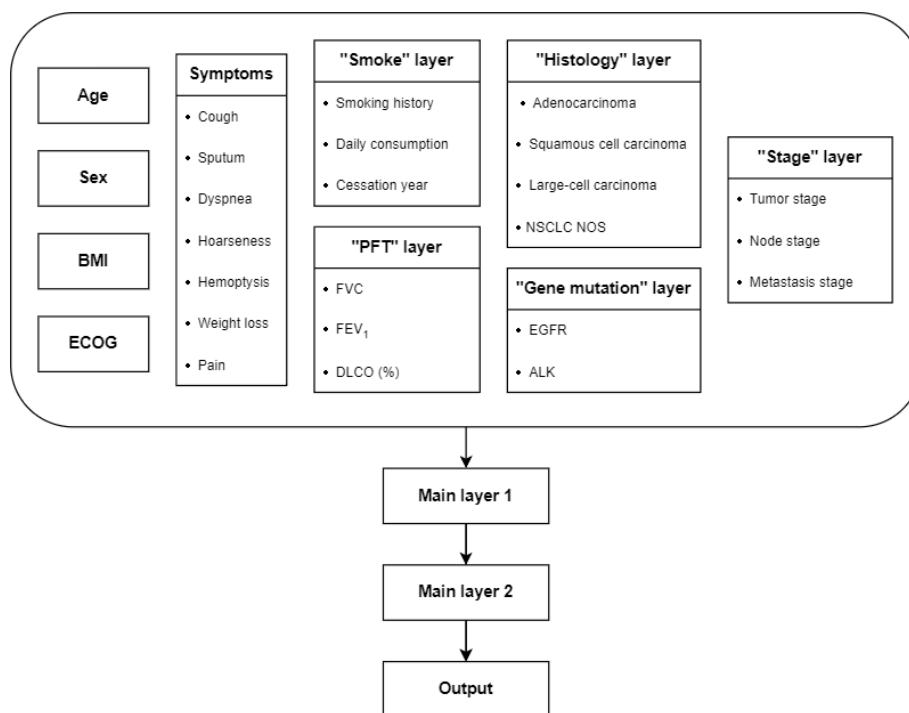 Age
Sex
BMI
ECOG
Symptoms
• Cough
• Sputum
• Dyspnea
• Hoarseness
• Hemoptysis
• Weight loss
• Pain
"Smoke" layer
• Smoking history
• Daily consumption
• Cessation year
"PFT" layer
• FVC
• FEV₁
• DLCO (%)
"Histology" layer
• Adenocarcinoma
• Squamous cell carcinoma
• Large-cell carcinoma
• NSCLC NOS
"Gene mutation" layer
• EGFR
• ALK
"Stage" layer
• Tumor stage
• Node stage
• Metastasis stage
Main layer 1
Main layer 2
Output